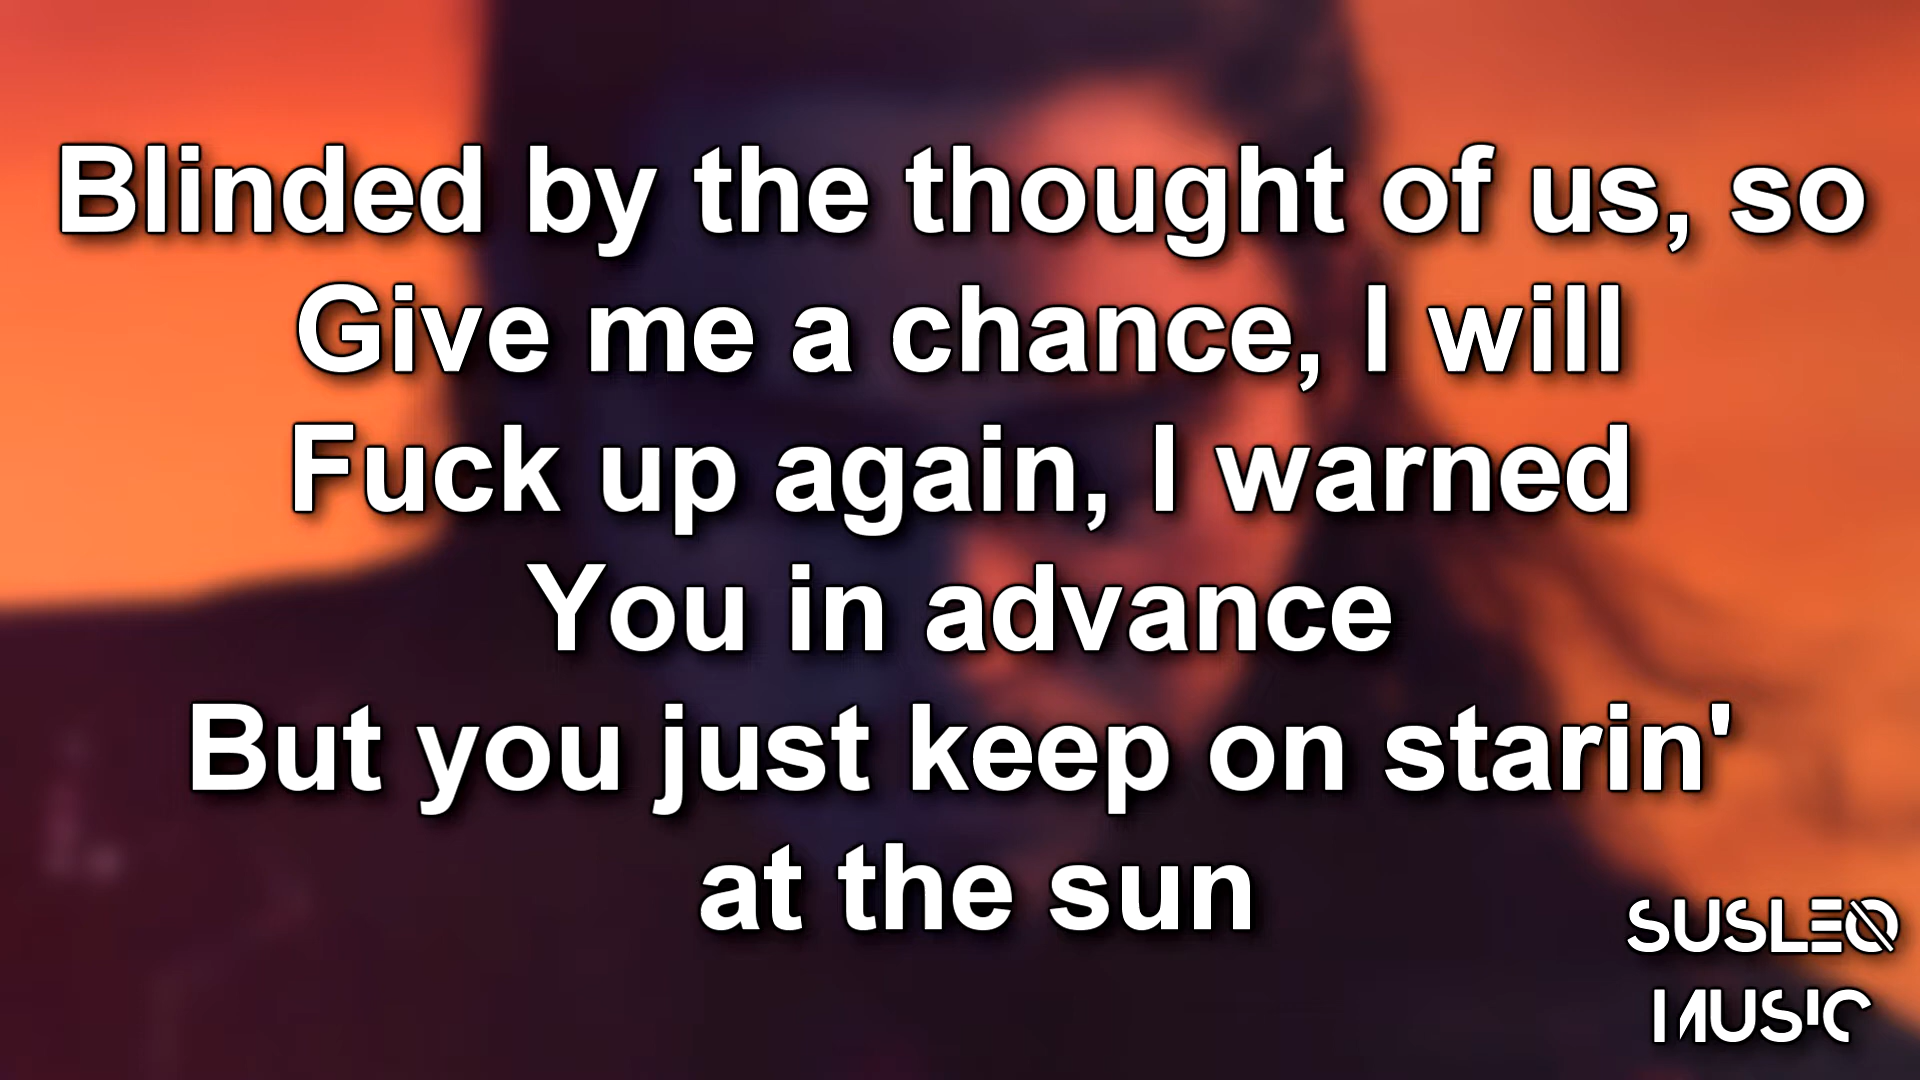 Blinded by the thought of us, so
Give me a chance, I will
Fuck up again, I warned
You in advance
But you just keep on starin'
at the sun
SUSLEO
MUSIC